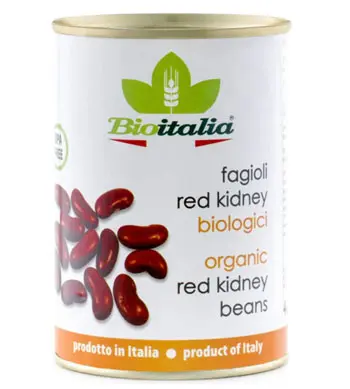 Bioitalia®
fagioli
red kidney
biologici
organic
red kidney
beans
prodotto in Italia • product of Italy